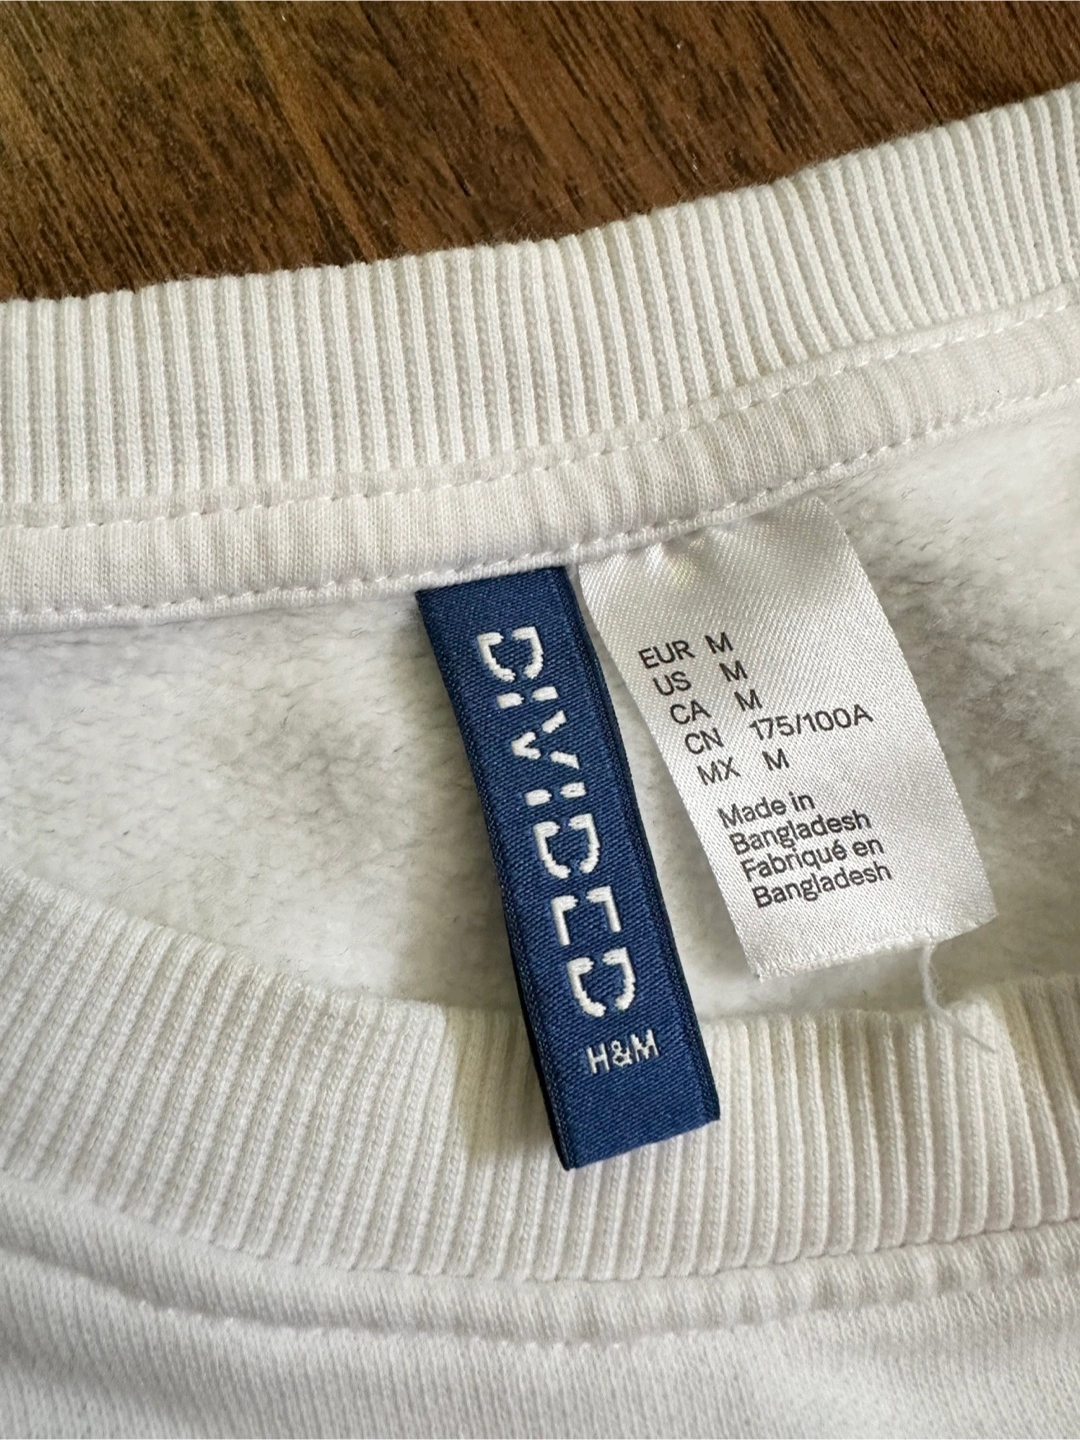 DIVIDED
H&M
EUR M
US M
CA M
CN 175/100A
MX M
Made in
Bangladesh
Fabriqué en
Bangladesh